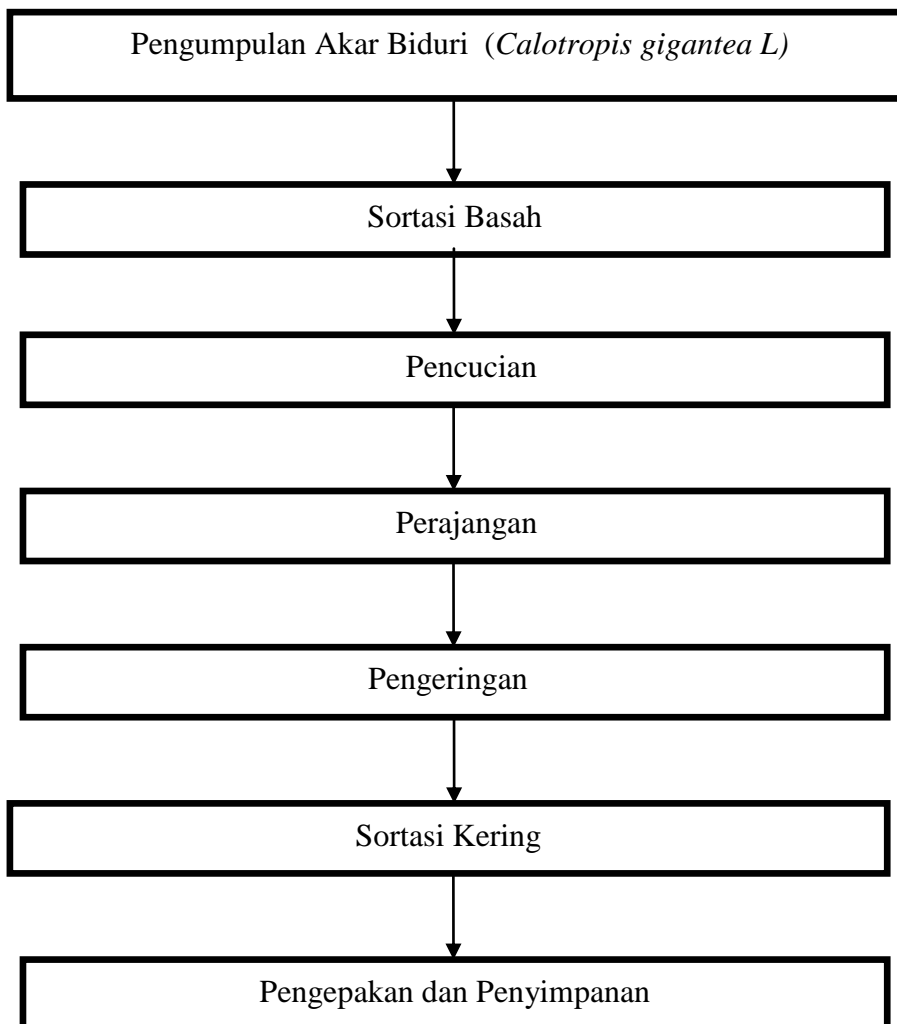 Pengumpulan Akar Biduri (Calotropis gigantea L)
Sortasi Basah
Pencucian
Perajangan
Pengeringan
Sortasi Kering
Pengepakan dan Penyimpanan